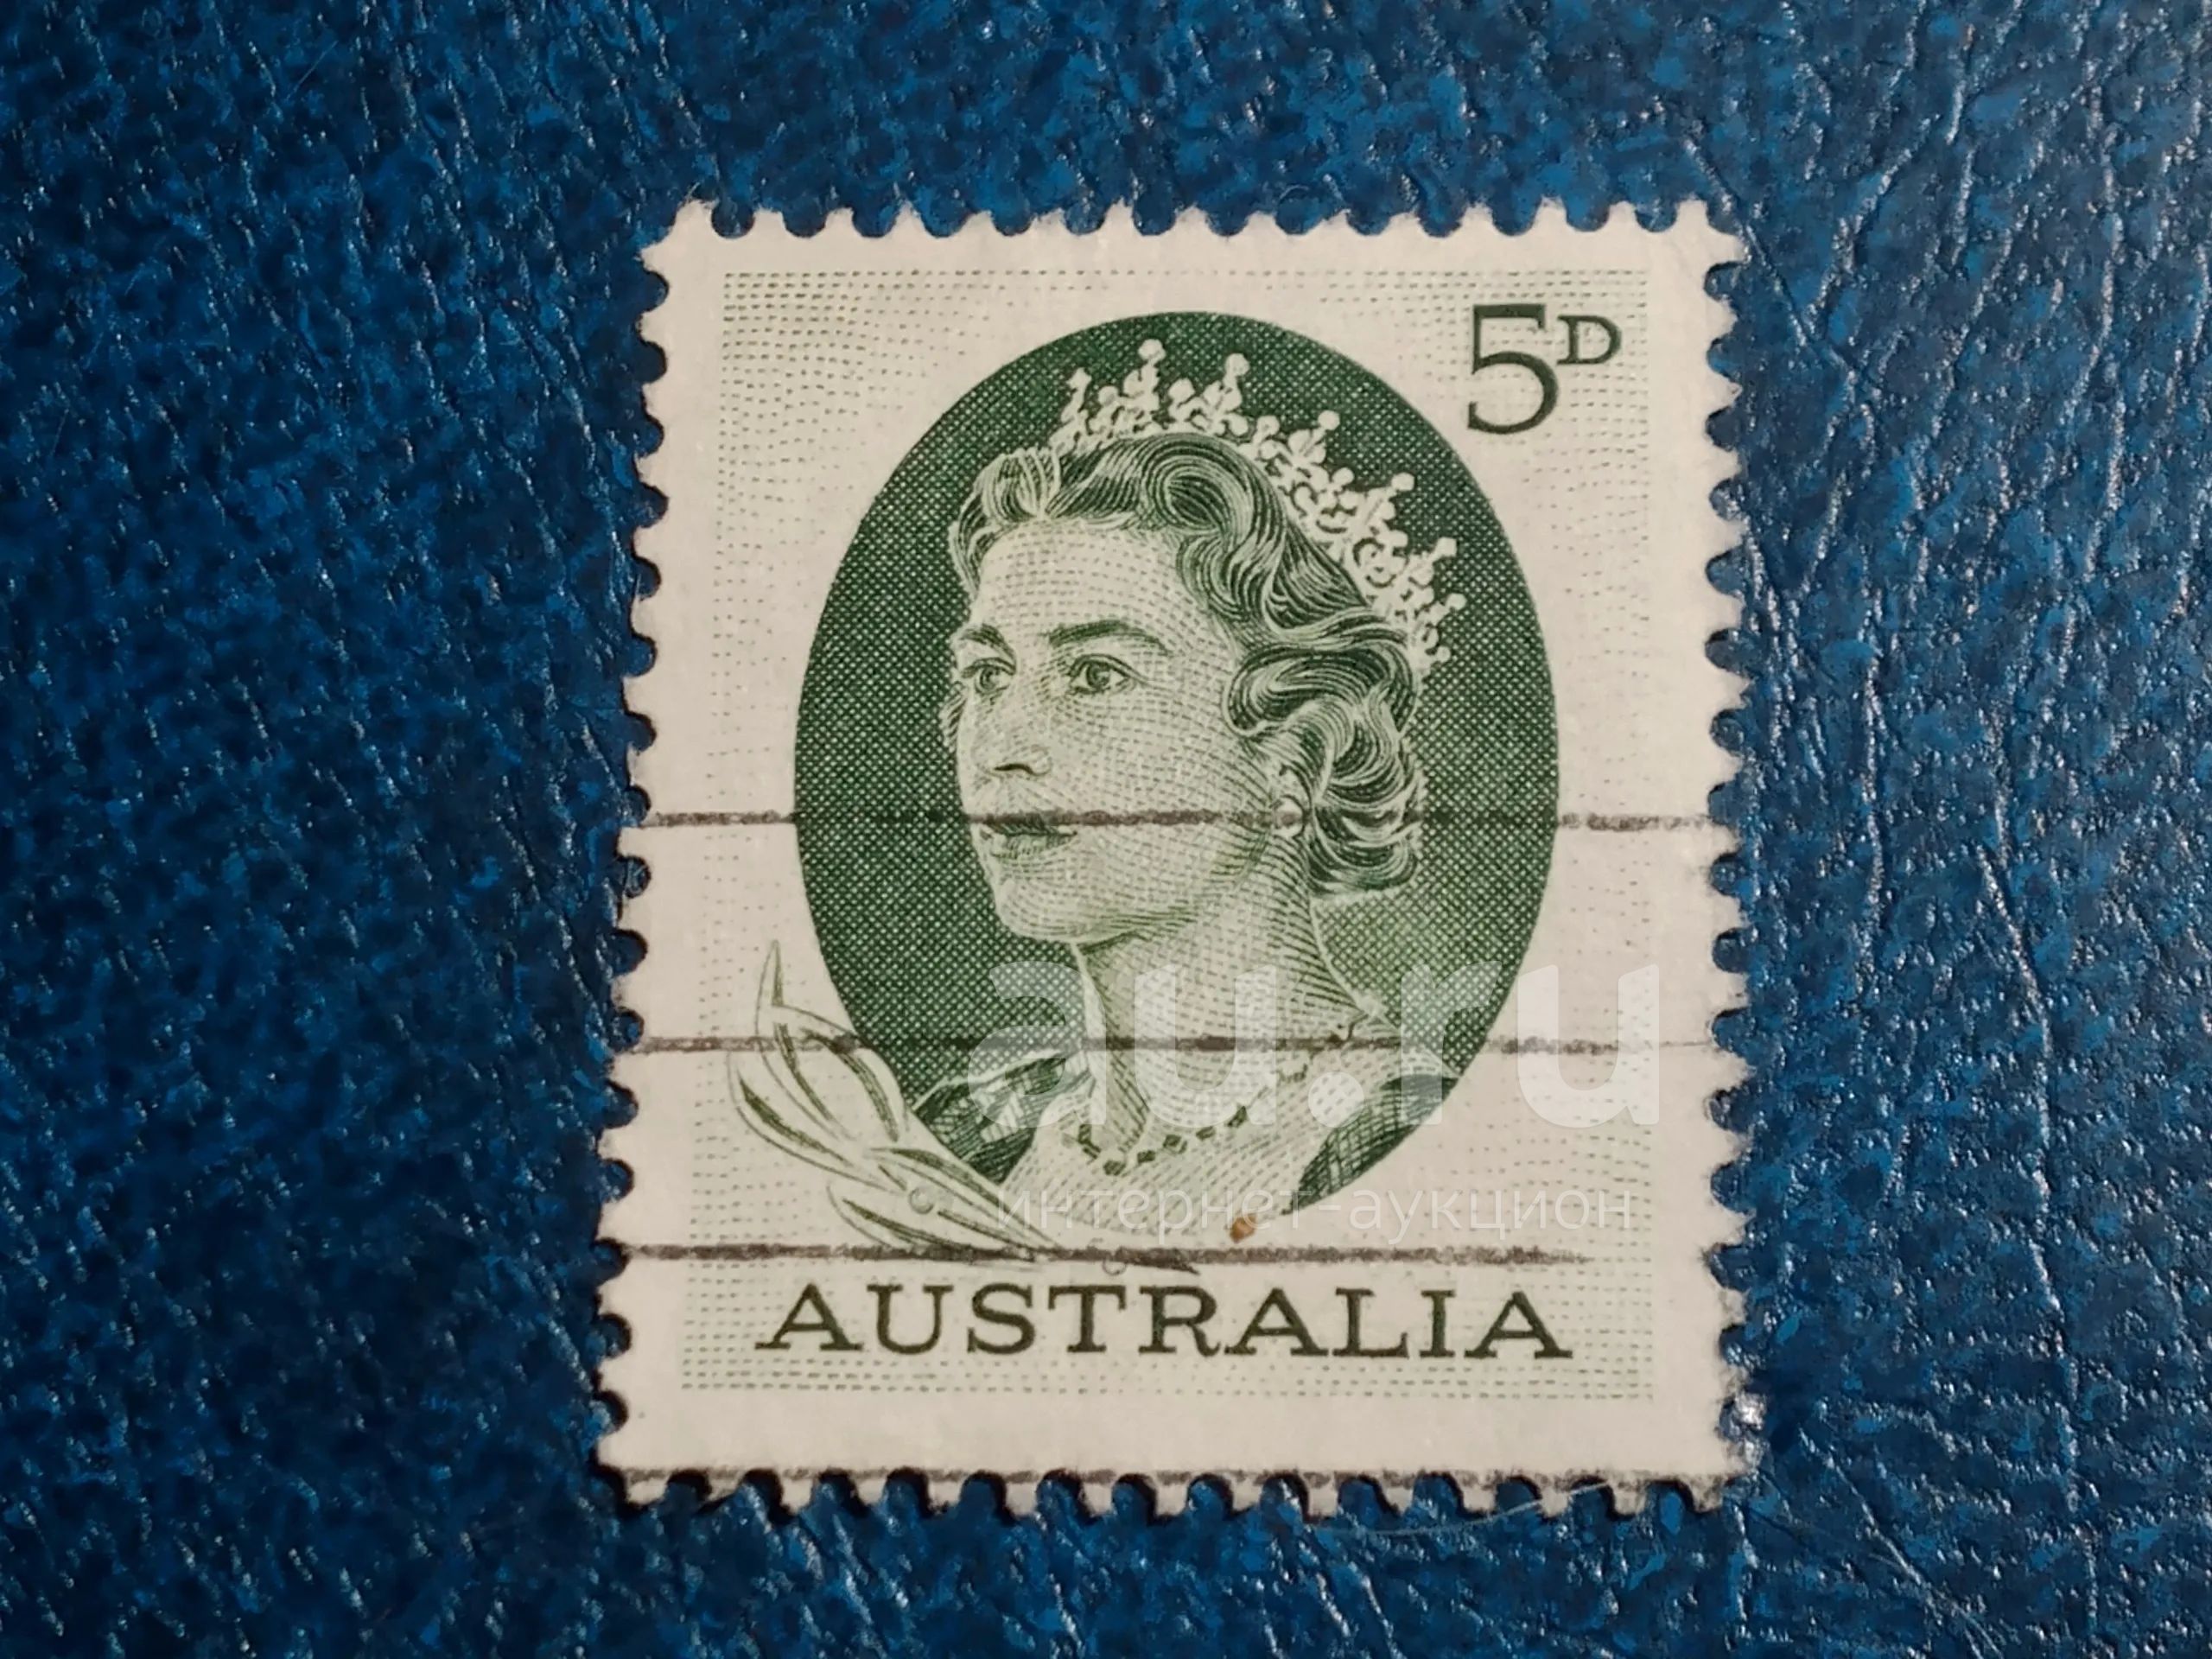 5D
au.ru
интернет-аукцион
AUSTRALIA